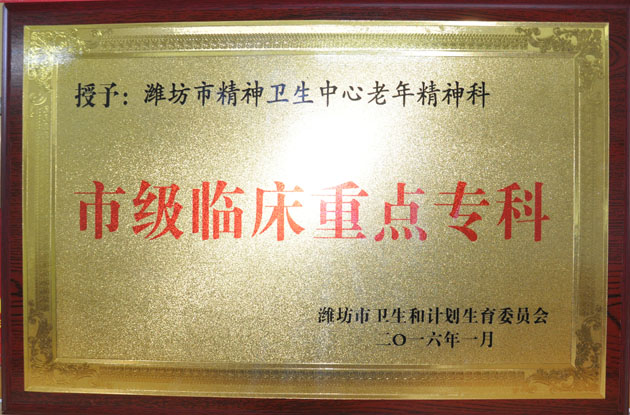 授予：潍坊市精神卫生中心老年精神科
市级临床重点专科
潍坊市卫生和计划生育委员会
二〇一六年一月